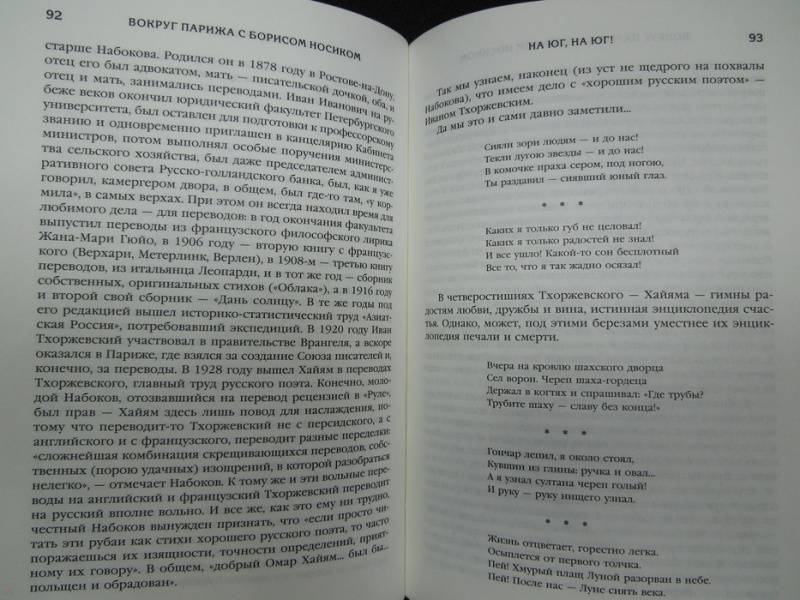 92
ВОКРУГ ПАРИЖА С БОРИСОМ НОСИКОМ
старше Набокова. Родился он в 1878 году в Ростове-на-Дону,
отец его был адвокатом, мать — писательской дочкой, оба, и
отец и мать, занимались переводами. Иван Иванович на ру-
беже веков окончил юридический факультет Петербургского
университета, был оставлен для подготовки к профессорскому
званию и одновременно приглашен в канцелярию Кабинета
министров, потом выполнял особые поручения министерс-
тва сельского хозяйства, был даже председателем админист-
ративного совета Русско-голландского банка, был, как я уже
говорил, камергером двора, в общем, был где-то там, «у кор-
мила», в самых верхах. При этом он всегда находил время для
любимого дела — для переводов: в год окончания факультета
выпустил переводы из французского философского лирика
Жана-Мари Гюйо, в 1906 году — вторую книгу с французс-
кого (Верхарн, Метерлинк, Верлен), в 1908-м — третью книгу
переводов, из итальянца Леопарди, и в тот же год — сборник
собственных, оригинальных стихов («Облака»), а в 1916 году
и второй свой сборник — «Дань солнцу». В те же годы под
его редакцией вышел историко-статистический труд «Азиат-
ская Россия», потребовавший экспедиций. В 1920 году Иван
Тхоржевский участвовал в правительстве Врангеля, а вскоре
оказался в Париже, где взялся за создание Союза писателей и,
конечно, за переводы. В 1928 году вышел Хайям в переводах
Тхоржевского, главный труд русского поэта. Конечно, моло-
дой Набоков, отозвавшийся на перевод рецензией в «Руле»,
был прав — Хайям здесь лишь повод для наслаждения, пото-
му что переводит-то Тхоржевский не с персидского, а с
английского и с французского, переводит разные переделки:
«сложнейшая комбинация скрещивающихся переводов, собс-
твенных (порою удачных) изощрений, в которой разобраться
нелегко», — отмечает Набоков. К тому же и эти вольные пере-
воды на английский и французский Тхоржевский переводит
на русский вполне вольно. И все же, как это ему ни трудно,
честный Набоков вынужден признать, что «если просто чи-
тать эти рубаи как стихи хорошего русского поэта, то часто
поражаешься их изящности, точности определений, прият-
ному их говору». В общем, «добрый Омар Хайям... был бы...
польщен и обрадован».
НА ЮГ, НА ЮГ!
93
Так мы узнаем, наконец (из уст не щедрого на похвалы
Набокова), что имеем дело с «хорошим русским поэтом» —
Иваном Тхоржевским.
Да мы это и сами давно заметили...
Сияли зори людям — и до нас!
Текли дугою звезды — и до нас!
В комочке праха сером, под ногою,
Ты раздавил — сиявший юный глаз.
* * *
Каких я только губ не целовал!
Каких я только радостей не знал!
И все ушло! Какой-то сон бесплотный
Все то, что я так жадно осязал!
В четверостишиях Тхоржевского — Хайяма — гимны ра-
достям любви, дружбы и вина, истинная энциклопедия счас-
тья. Однако, может, под этими березами уместнее их энцик-
лопедия печали и смерти.
Вчера на кровлю шахского дворца
Сел ворон. Череп шаха-гордеца
Держал в когтях и спрашивал: «Где трубы?
Трубите шаху — славу без конца!»
* * *
Гончар лепил, я около стоял,
Кувшин из глины: ручка и овал...
А я узнал султана череп голый!
И руку — руку нищего узнал.
* * *
Жизнь отцветает, горестно легка.
Осыплется от первого толчка.
Пей! Хмурый плащ Луной разорван в небе.
Пей! После нас — Луне сиять века.